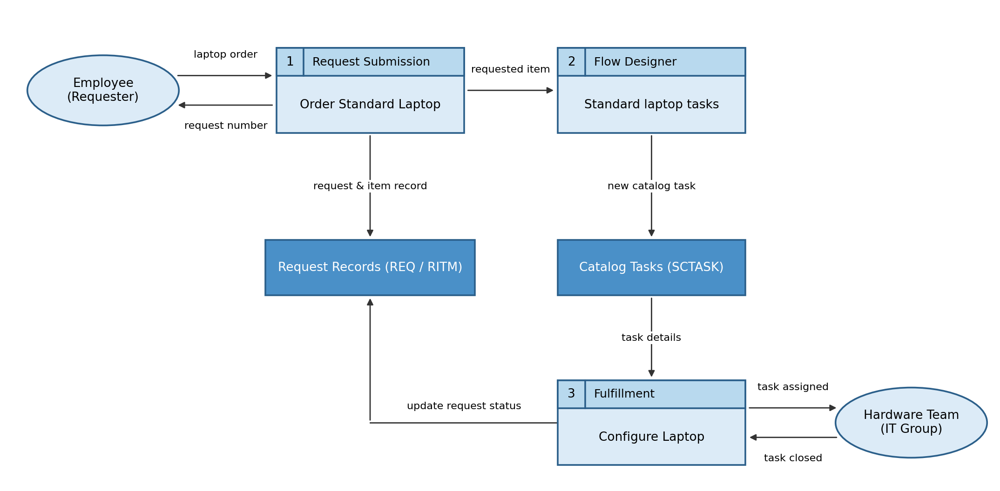 laptop order
Employee
(Requester)
request number
1
Request Submission
Order Standard Laptop
requested item
2
Flow Designer
Standard laptop tasks
request & item record
new catalog task
Request Records (REQ / RITM)
Catalog Tasks (SCTASK)
task details
update request status
3
Fulfillment
Configure Laptop
task assigned
Hardware Team
(IT Group)
task closed